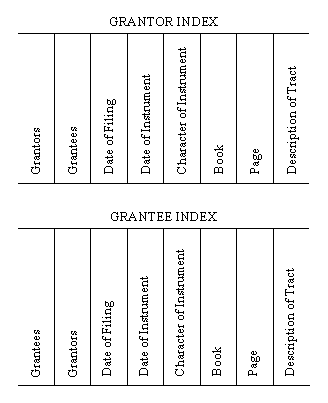 GRANTOR INDEX
Grantors
Grantees
Date of Filing
Date of Instrument
Character of Instrument
Book
Page
Description of Tract
GRANTEE INDEX
Grantees
Grantors
Date of Filing
Date of Instrument
Character of Instrument
Book
Page
Description of Tract